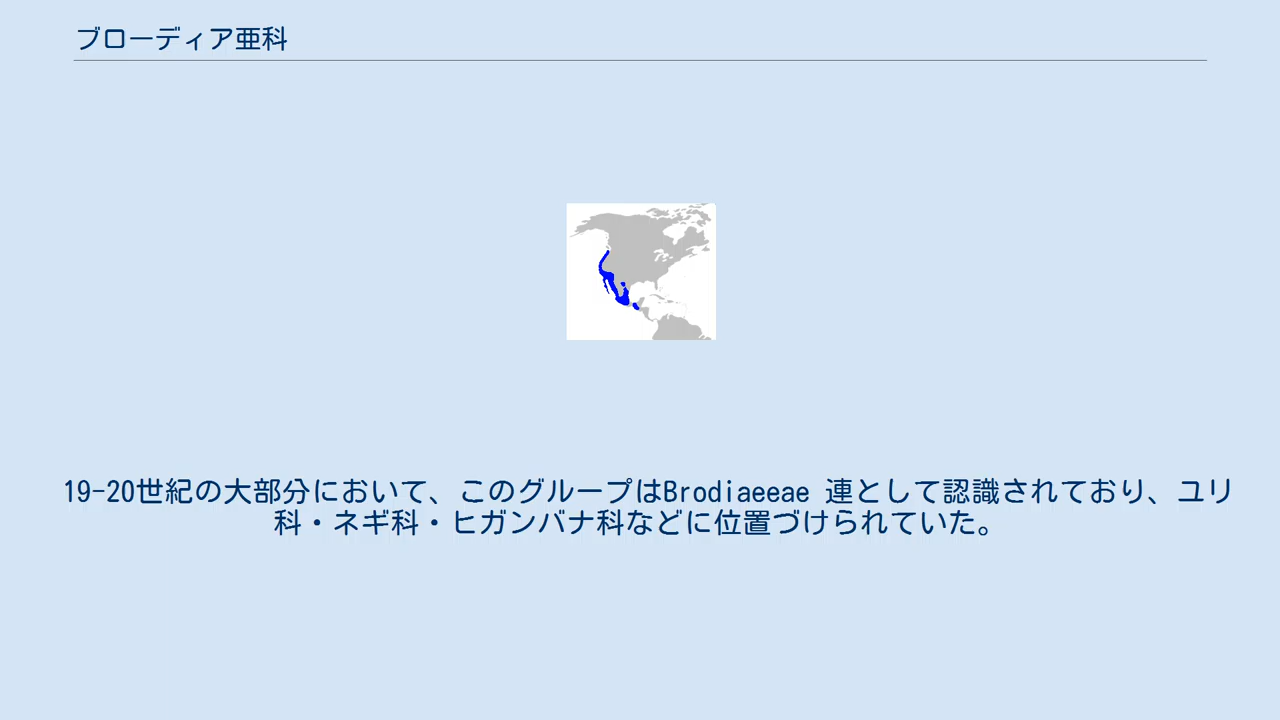 ブローディア亜科
19-20世紀の大部分において、このグループはBrodiaeeae 連として認識されており、ユリ
科・ネギ科・ヒガンバナ科などに位置づけられていた。